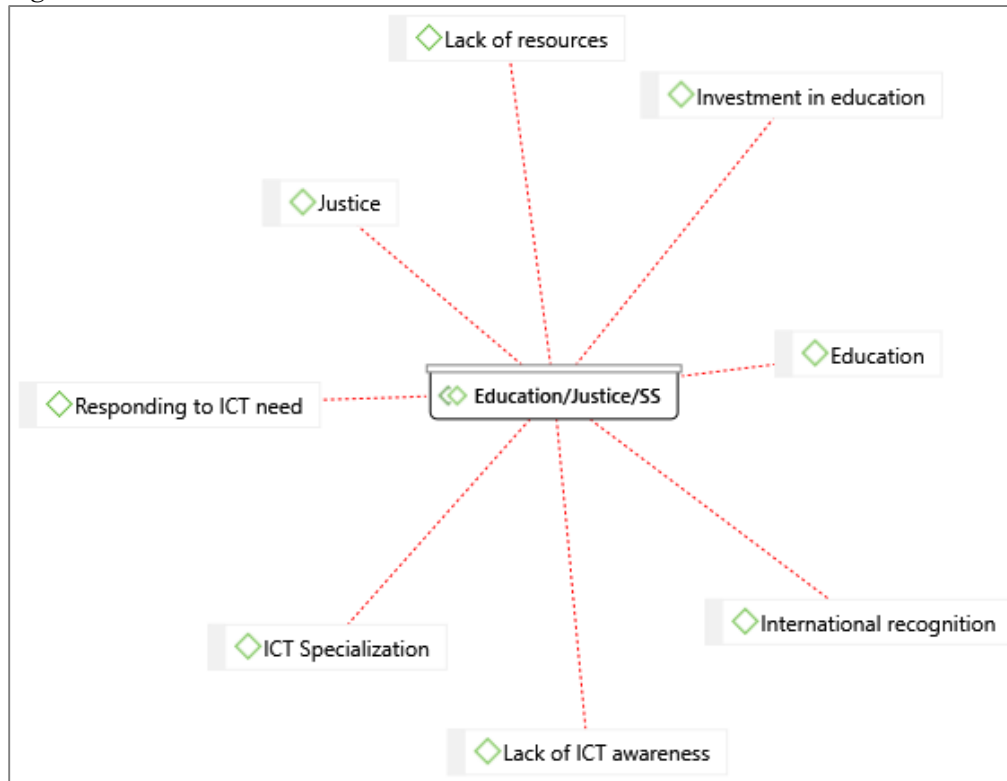 Lack of resources
Investment in education
Justice
Education
Education/Justice/SS
Responding to ICT need
International recognition
ICT Specialization
Lack of ICT awareness